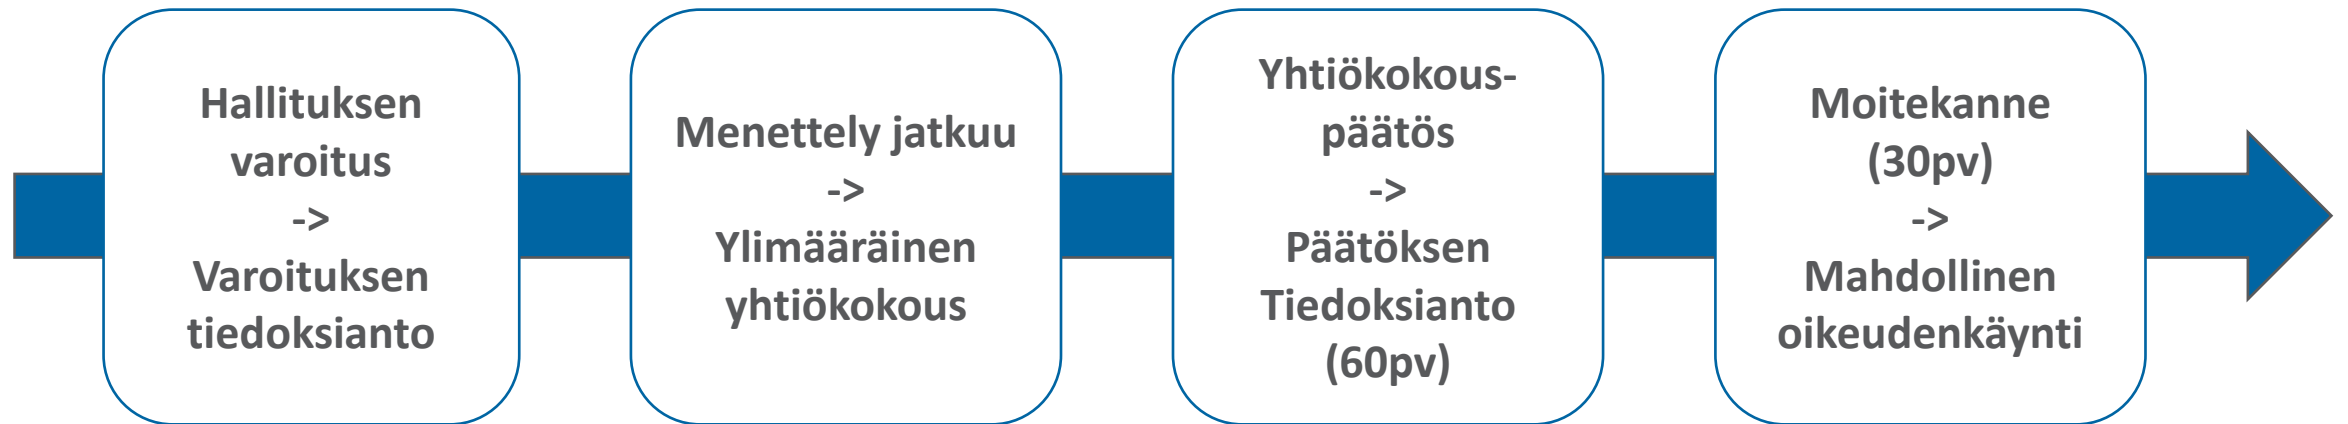 Hallituksen
varoitus
->
Varoituksen
tiedoksianto
Menettely jatkuu
->
Ylimääräinen
yhtiökokous
Yhtiökokous-
päätös
->
Päätöksen
Tiedoksianto
(60pv)
Moitekanne
(30pv)
->
Mahdollinen
oikeudenkäynti